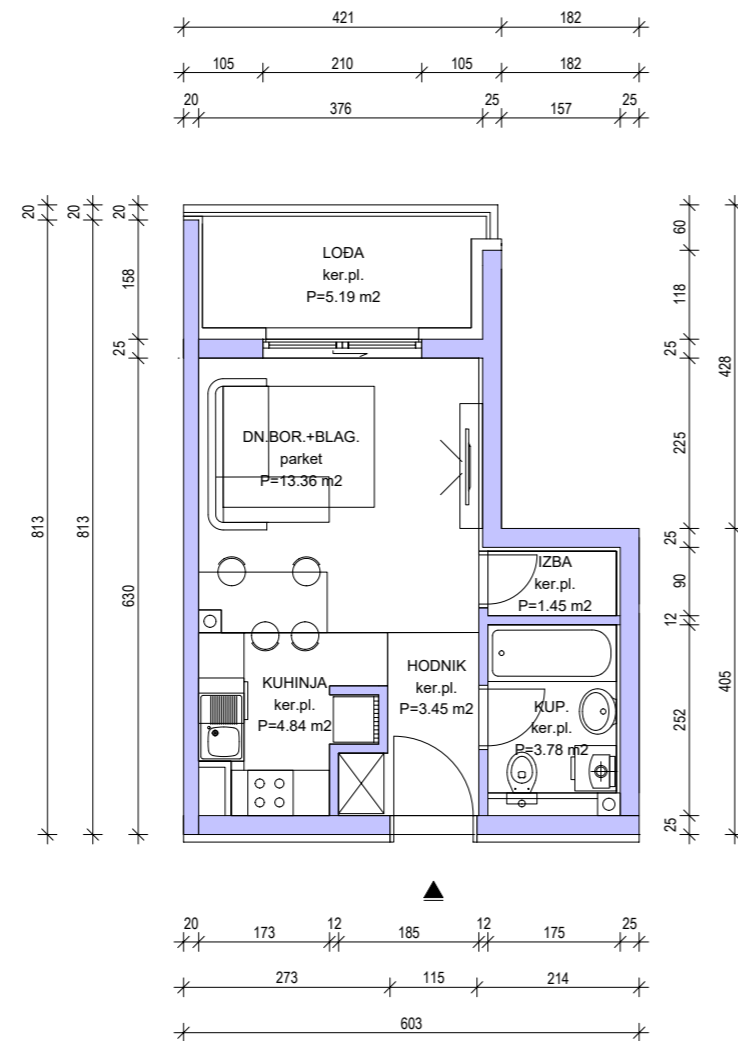 421 182
105 210 105 182
20 376 25 157 25
20 20 20 60
LOĐA
ker.pl.
P=5.19 m2
158 118
25 25
428
DN.BOR.+BLAG.
parket
P=13.36 m2
225
813 813 630
25
IZBA
ker.pl.
P=1.45 m2
90
12
HODNIK
ker.pl.
P=3.45 m2
KUHINJA
ker.pl.
P=4.84 m2
KUP.
ker.pl.
P=3.78 m2
252
405
25
20 173 12 185 12 175 25
273 115 214
603